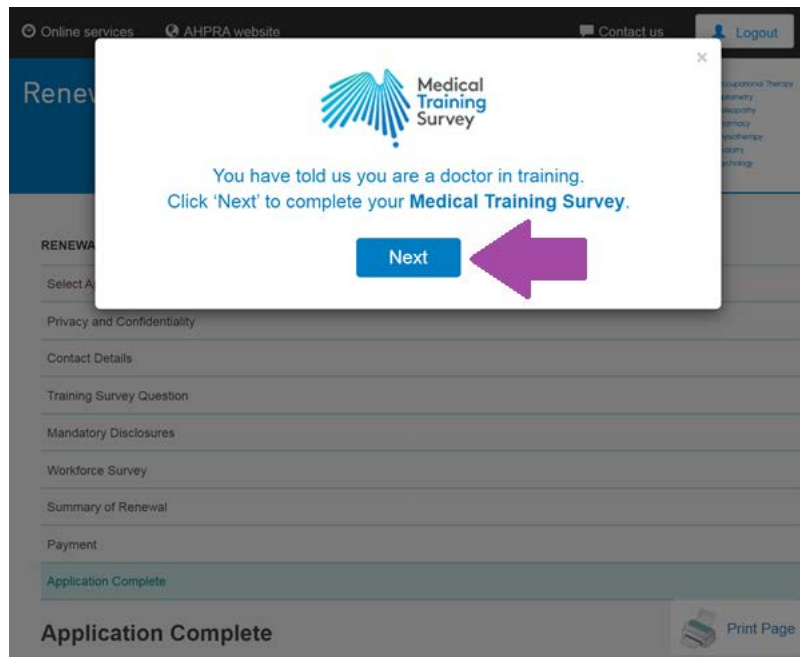 Online services AHPRA website Contact us Logout
×
Medical
Training
Survey
You have told us you are a doctor in training.
Click ‘Next’ to complete your Medical Training Survey.
Next
Renew
Occupational Therapy
Optometry
Osteopathy
Pharmacy
Physiotherapy
Podiatry
Psychology
RENEWA
Select A
Privacy and Confidentiality
Contact Details
Training Survey Question
Mandatory Disclosures
Workforce Survey
Summary of Renewal
Payment
Application Complete
Application Complete
Print Page